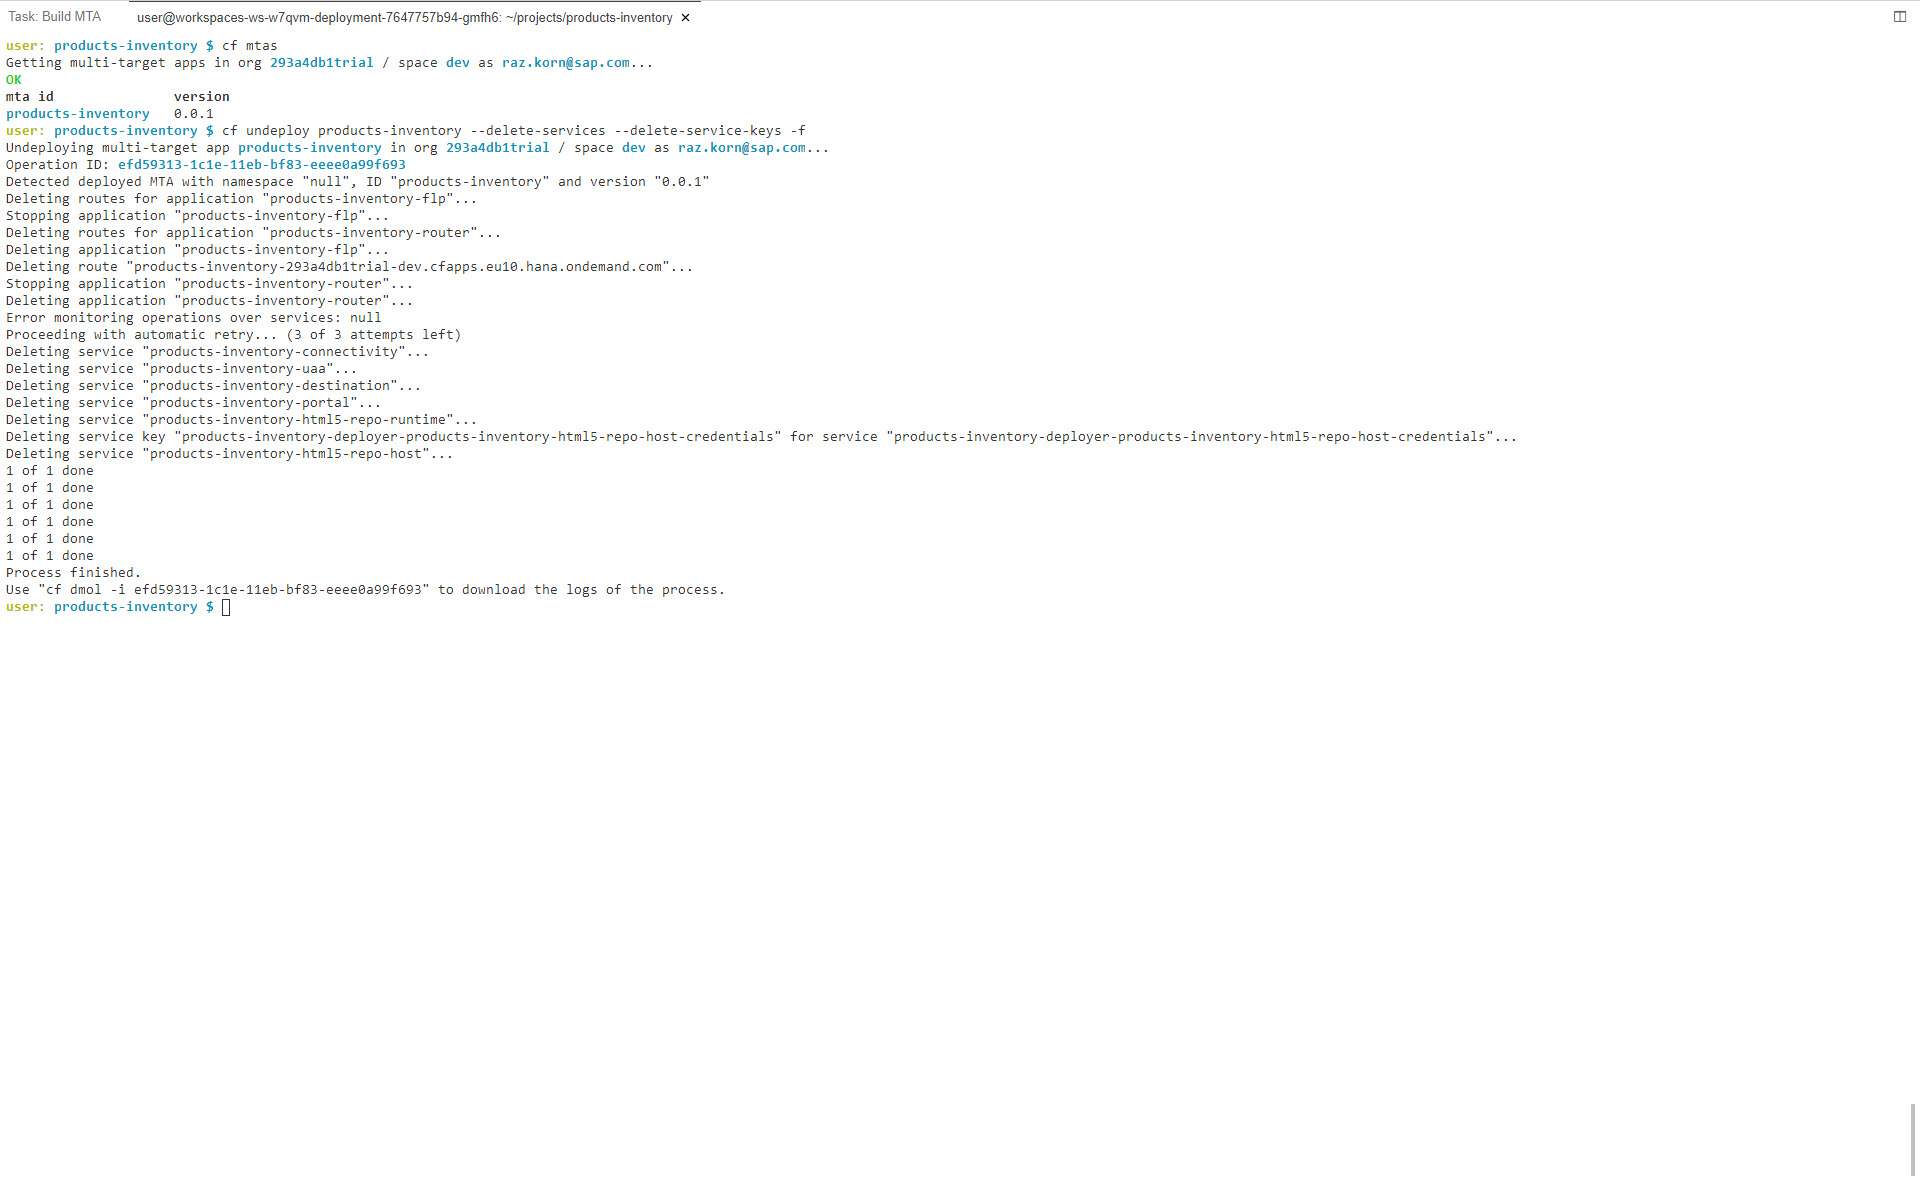 Task: Build MTA
user@workspaces-ws-w7qvm-deployment-7647757b94-gmfh6: ~/projects/products-inventory ×
user: products-inventory $ cf mtas
Getting multi-target apps in org 293a4db1trial / space dev as raz.korn@sap.com...
OK
mta id version
products-inventory 0.0.1
user: products-inventory $ cf undeploy products-inventory --delete-services --delete-service-keys -f
Undeploying multi-target app products-inventory in org 293a4db1trial / space dev as raz.korn@sap.com...
Operation ID: efd59313-1c1e-11eb-bf83-eeee0a99f693
Detected deployed MTA with namespace "null", ID "products-inventory" and version "0.0.1"
Deleting routes for application "products-inventory-flp"...
Stopping application "products-inventory-flp"...
Deleting routes for application "products-inventory-router"...
Deleting application "products-inventory-flp"...
Deleting route "products-inventory-293a4db1trial-dev.cfapps.eu10.hana.ondemand.com"...
Stopping application "products-inventory-router"...
Deleting application "products-inventory-router"...
Error monitoring operations over services: null
Proceeding with automatic retry... (3 of 3 attempts left)
Deleting service "products-inventory-connectivity"...
Deleting service "products-inventory-uaa"...
Deleting service "products-inventory-destination"...
Deleting service "products-inventory-portal"...
Deleting service "products-inventory-html5-repo-runtime"...
Deleting service key "products-inventory-deployer-products-inventory-html5-repo-host-credentials" for service "products-inventory-deployer-products-inventory-html5-repo-host-credentials"...
Deleting service "products-inventory-html5-repo-host"...
1 of 1 done
1 of 1 done
1 of 1 done
1 of 1 done
1 of 1 done
1 of 1 done
Process finished.
Use "cf dmol -i efd59313-1c1e-11eb-bf83-eeee0a99f693" to download the logs of the process.
user: products-inventory $